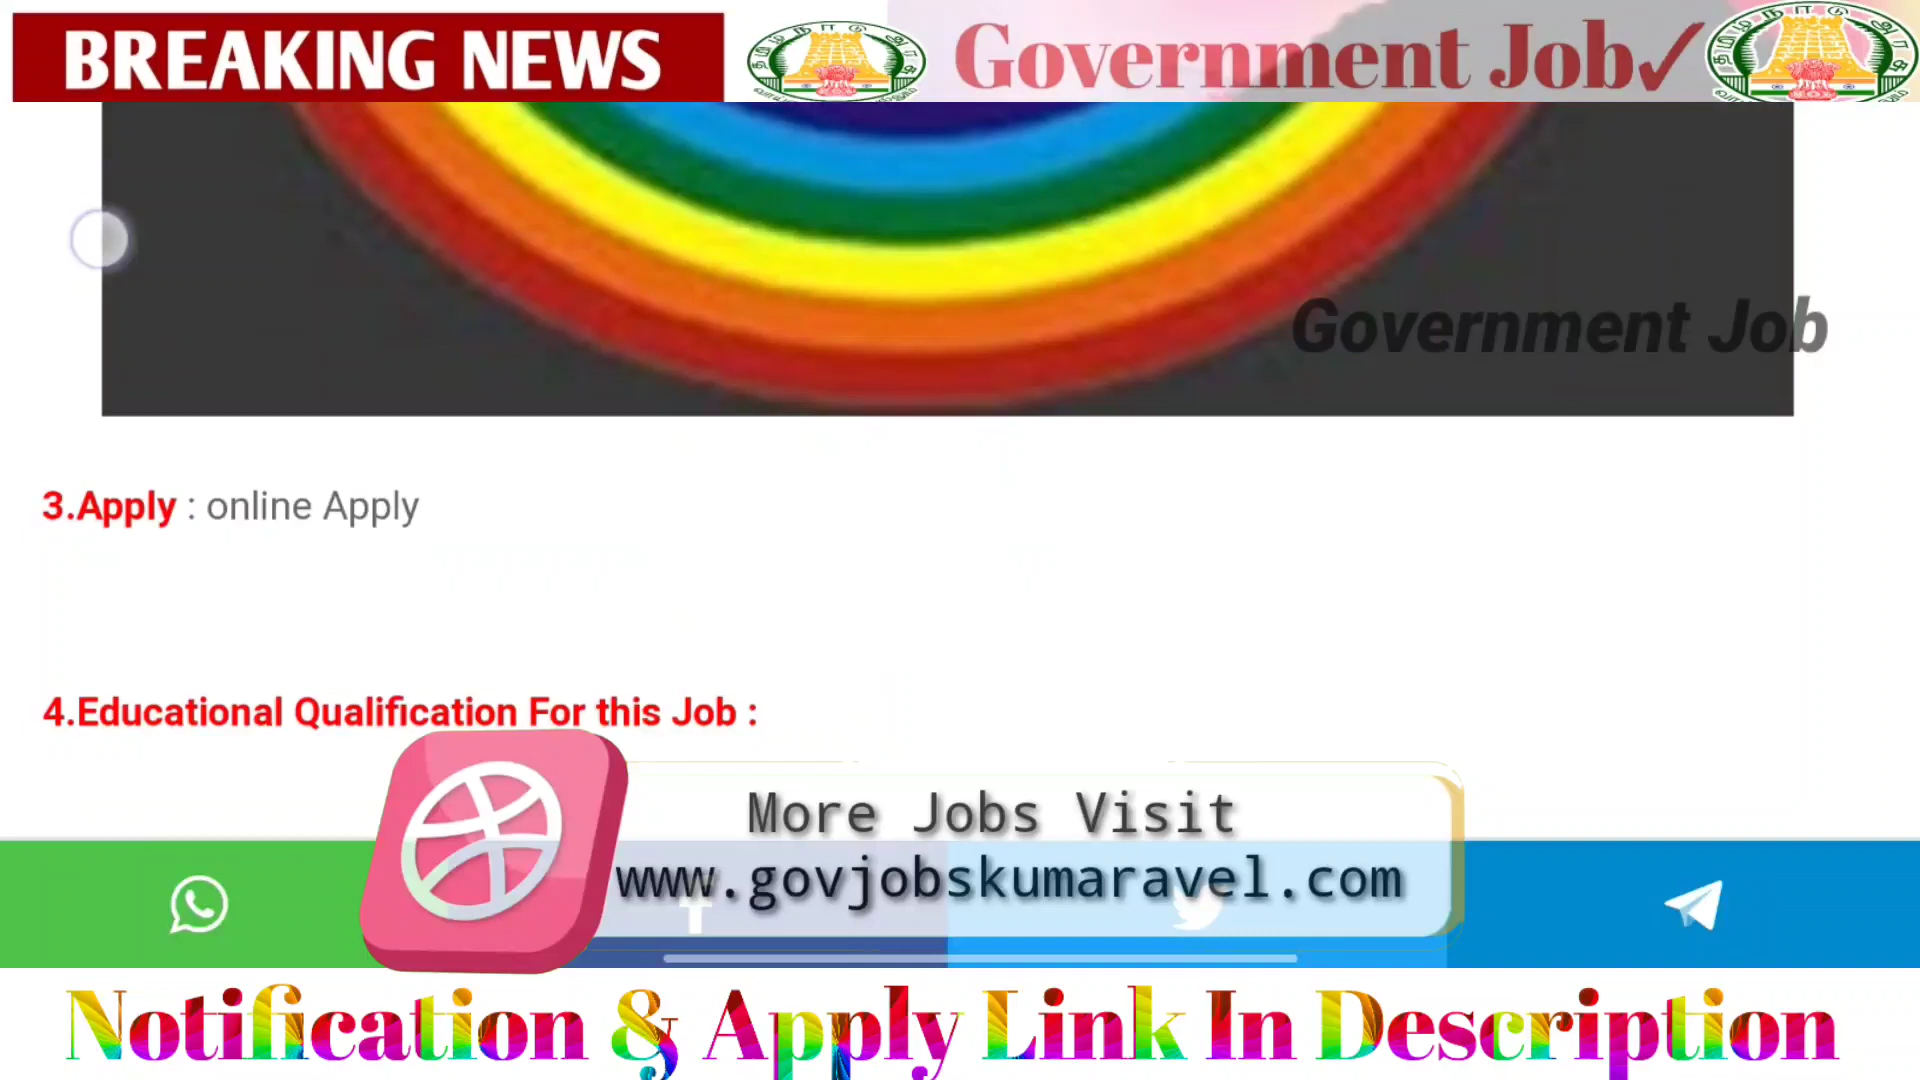 BREAKING NEWS
Government Job✓
Government Job
3.Apply : online Apply
4.Educational Qualification For this Job :
More Jobs Visit
www.govjobskumaravel.com
Notification & Apply Link In Description